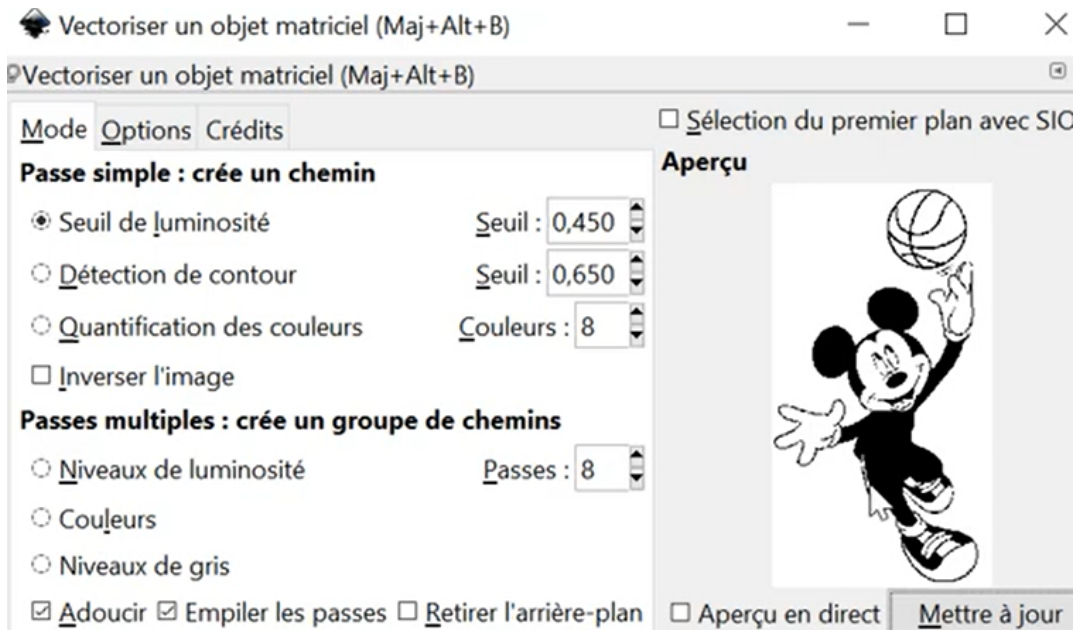 Vectoriser un objet matriciel (Maj+Alt+B)
Vectoriser un objet matriciel (Maj+Alt+B)
Mode Options Crédits
Passe simple : crée un chemin
Seuil de luminosité Seuil : 0,450
Détection de contour Seuil : 0,650
Quantification des couleurs Couleurs : 8
Inverser l'image
Passes multiples : crée un groupe de chemins
Niveaux de luminosité Passes : 8
Couleurs
Niveaux de gris
Adoucir Empiler les passes Retirer l'arrière-plan
Sélection du premier plan avec SIO
Aperçu
Aperçu en direct Mettre à jour